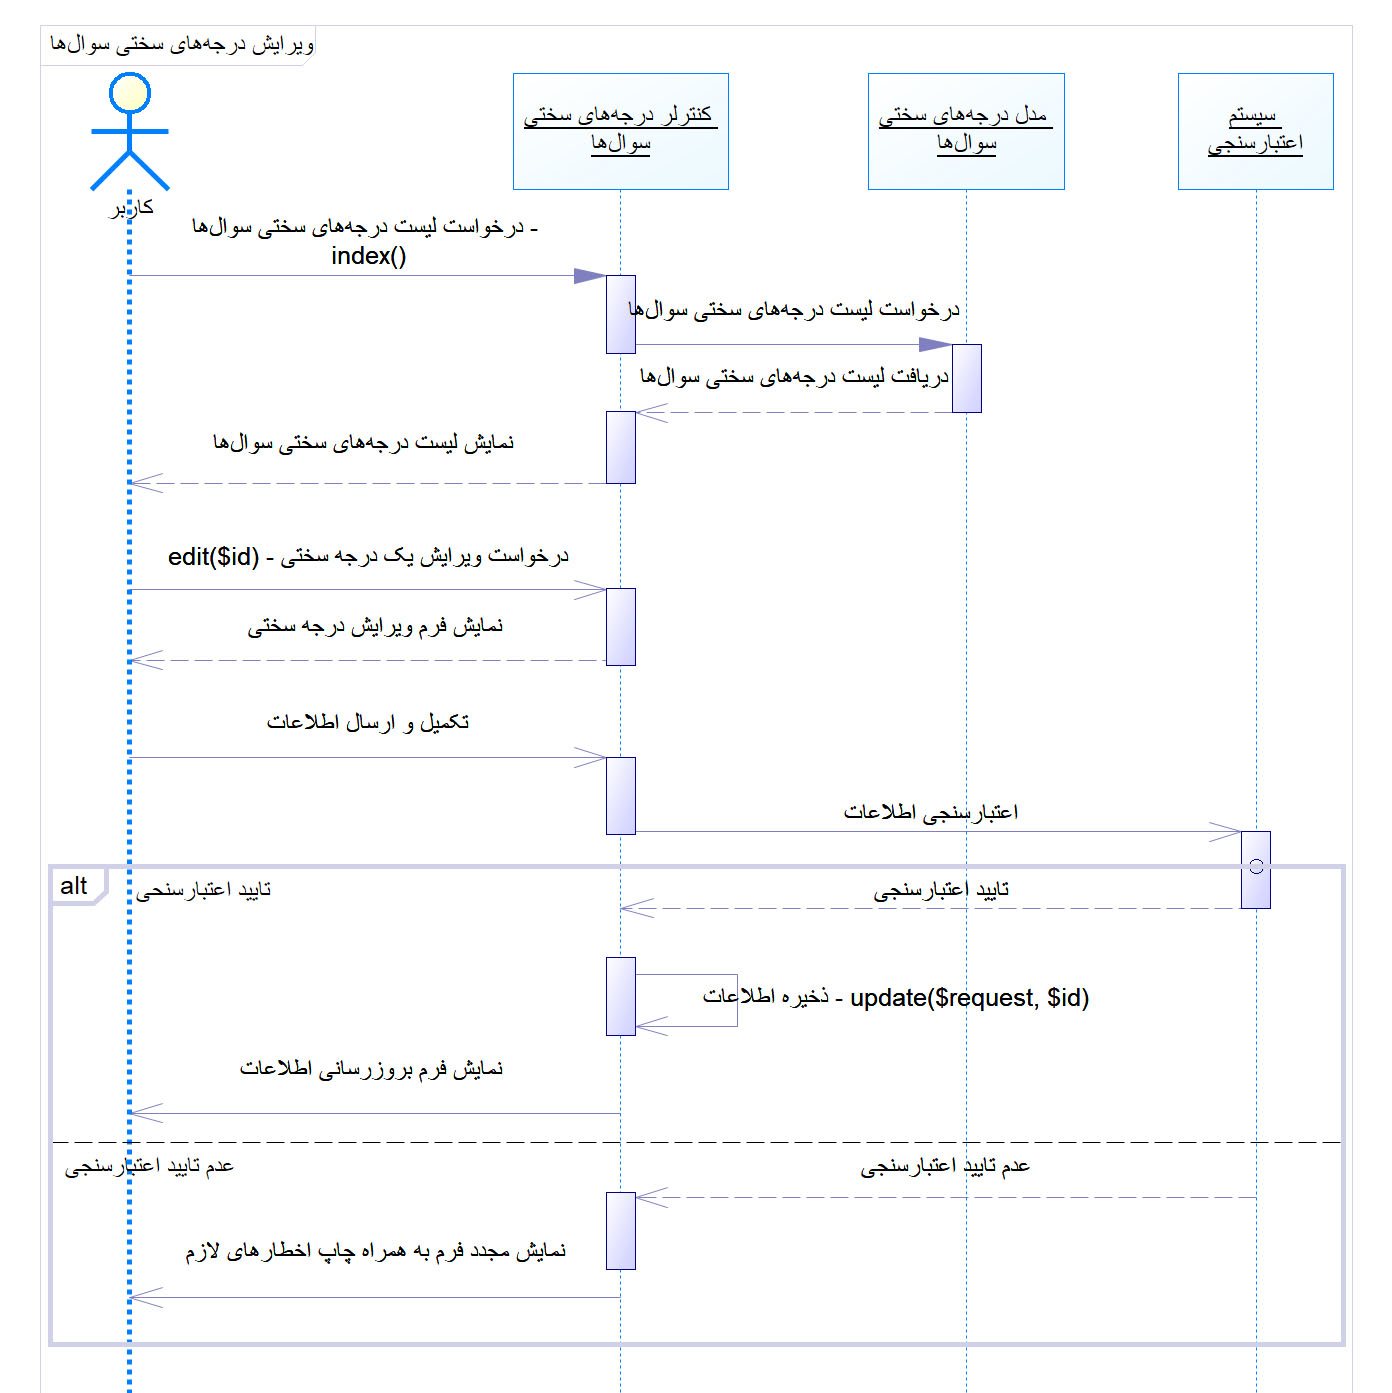 ویرایش درجه‌های سختی سوال‌ها
کاربر
کنترلر درجه‌های سختی
سوال‌ها
مدل درجه‌های سختی
سوال‌ها
سیستم
اعتبارسنجی
درخواست لیست درجه‌های سختی سوال‌ها -
index()
درخواست لیست درجه‌های سختی سوال‌ها
دریافت لیست درجه‌های سختی سوال‌ها
نمایش لیست درجه‌های سختی سوال‌ها
درخواست ویرایش یک درجه سختی - edit($id)
نمایش فرم ویرایش درجه سختی
تکمیل و ارسال اطلاعات
اعتبارسنجی اطلاعات
alt
تایید اعتبارسنحی
تایید اعتبارسنجی
ذخیره اطلاعات - update($request, $id)
نمایش فرم بروزرسانی اطلاعات
عدم تایید اعتبارسنجی
عدم تایید اعتبارسنجی
نمایش مجدد فرم به همراه چاپ اخطارهای لازم